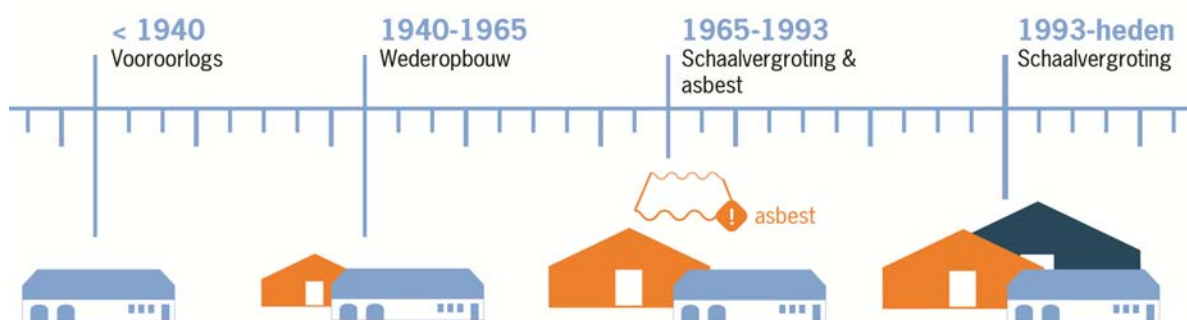 < 1940
Vooroorlogs
1940-1965
Wederopbouw
1965-1993
Schaalvergroting &
asbest
1993-heden
Schaalvergroting
! asbest